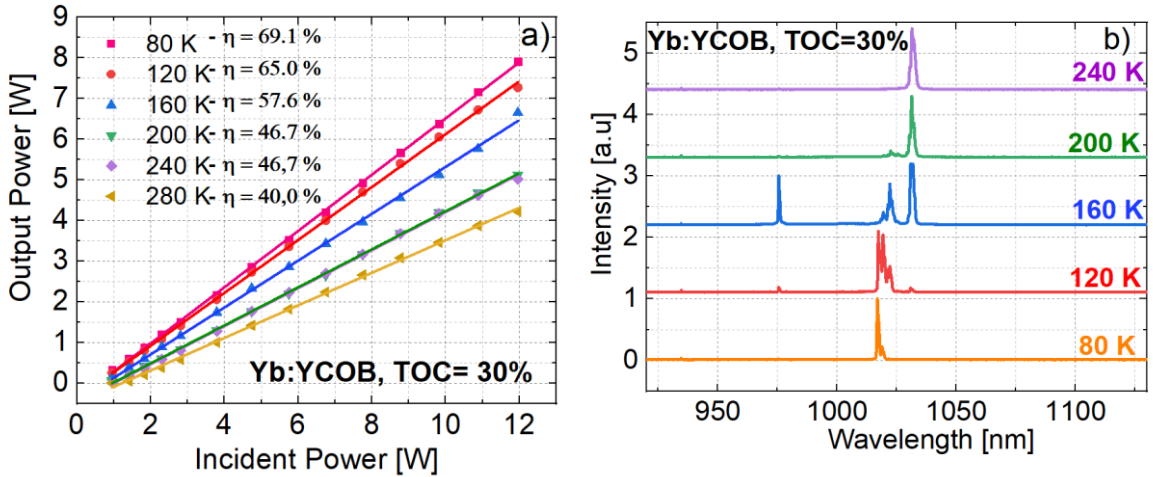 a)
80 K - η = 69.1 %
120 K - η = 65.0 %
160 K - η = 57.6 %
200 K - η = 46.7 %
240 K - η = 46,7 %
280 K - η = 40,0 %
Yb:YCOB, TOC= 30%
Output Power [W]
9
8
7
6
5
4
3
2
1
0
0 2 4 6 8 10 12
Incident Power [W]
Yb:YCOB, TOC=30%
b)
240 K
200 K
160 K
120 K
80 K
Intensity [a.u]
5
4
3
2
1
0
950 1000 1050 1100
Wavelength [nm]